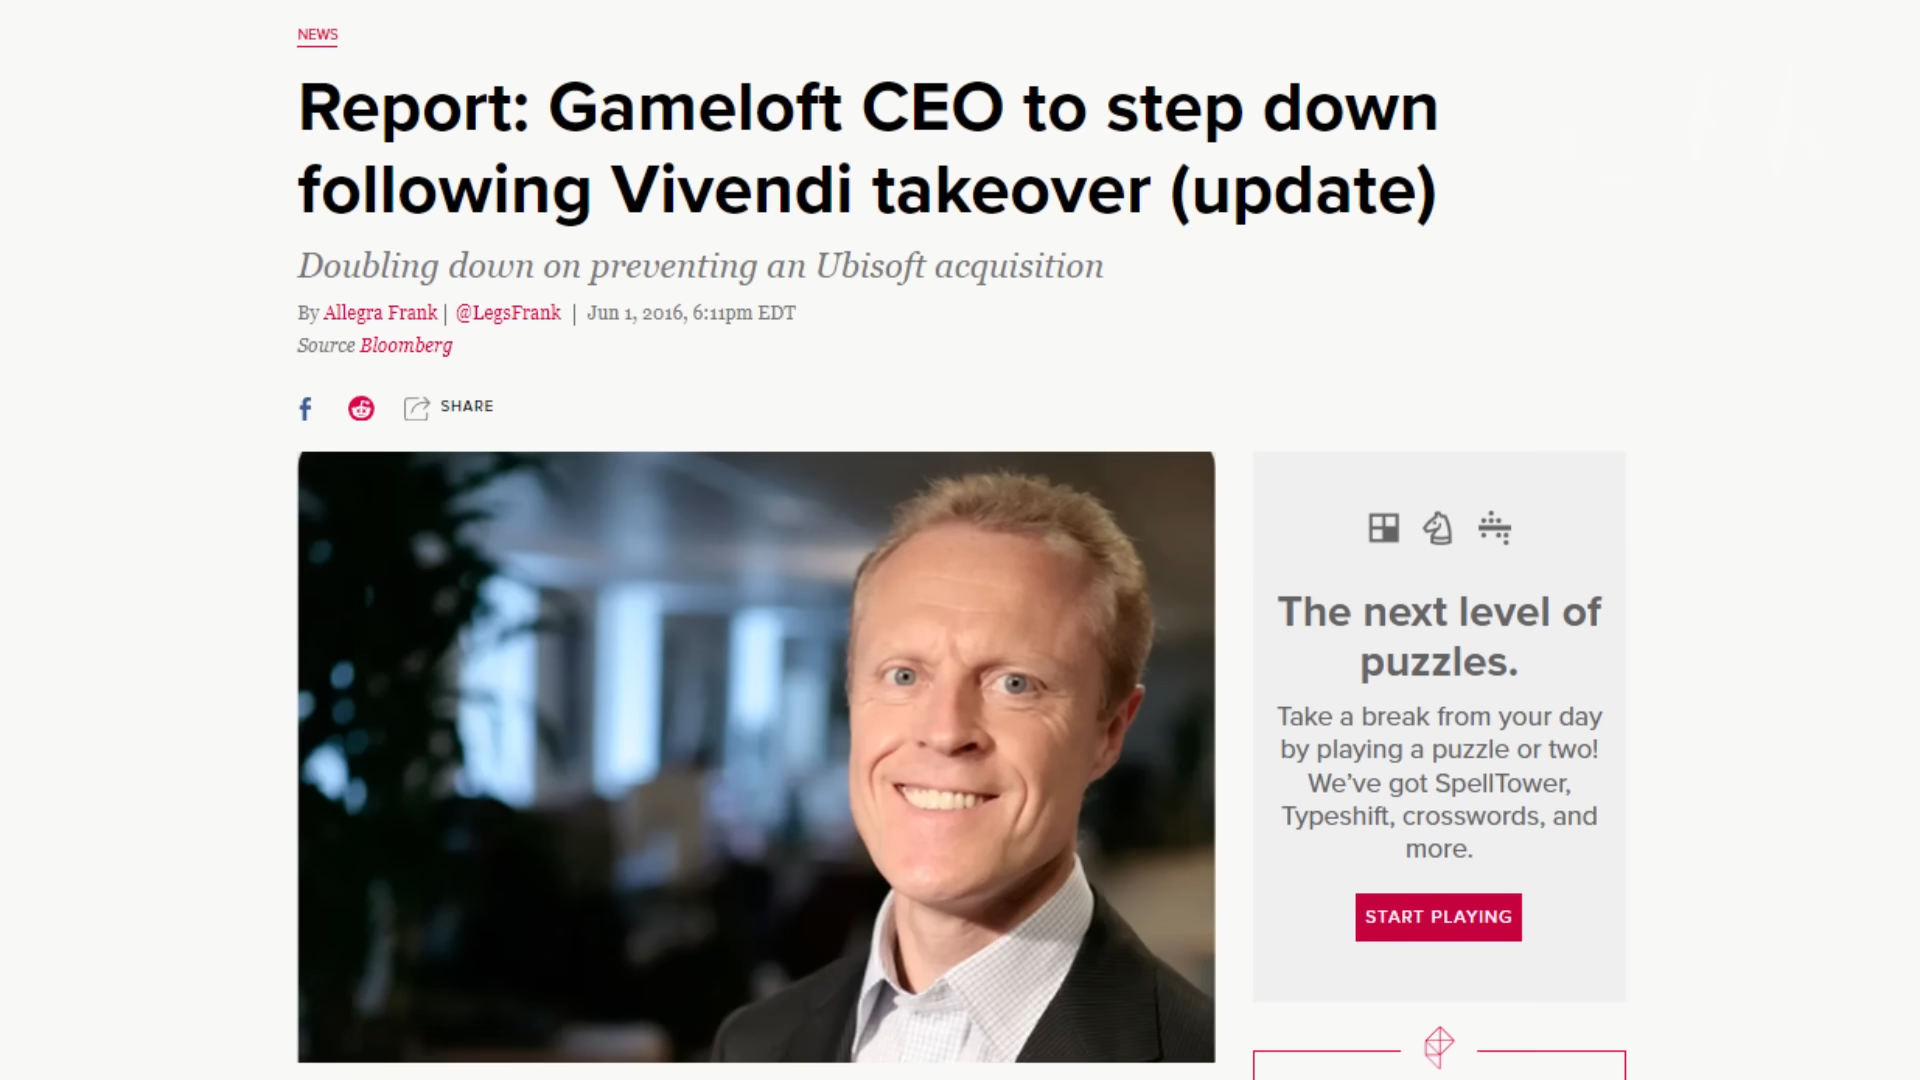 NEWS
Report: Gameloft CEO to step down
following Vivendi takeover (update)
Doubling down on preventing an Ubisoft acquisition
By Allegra Frank | @LegsFrank | Jun 1, 2016, 6:11pm EDT
Source Bloomberg
SHARE
The next level of
puzzles.
Take a break from your day
by playing a puzzle or two!
We've got SpellTower,
Typeshift, crosswords, and
more.
START PLAYING